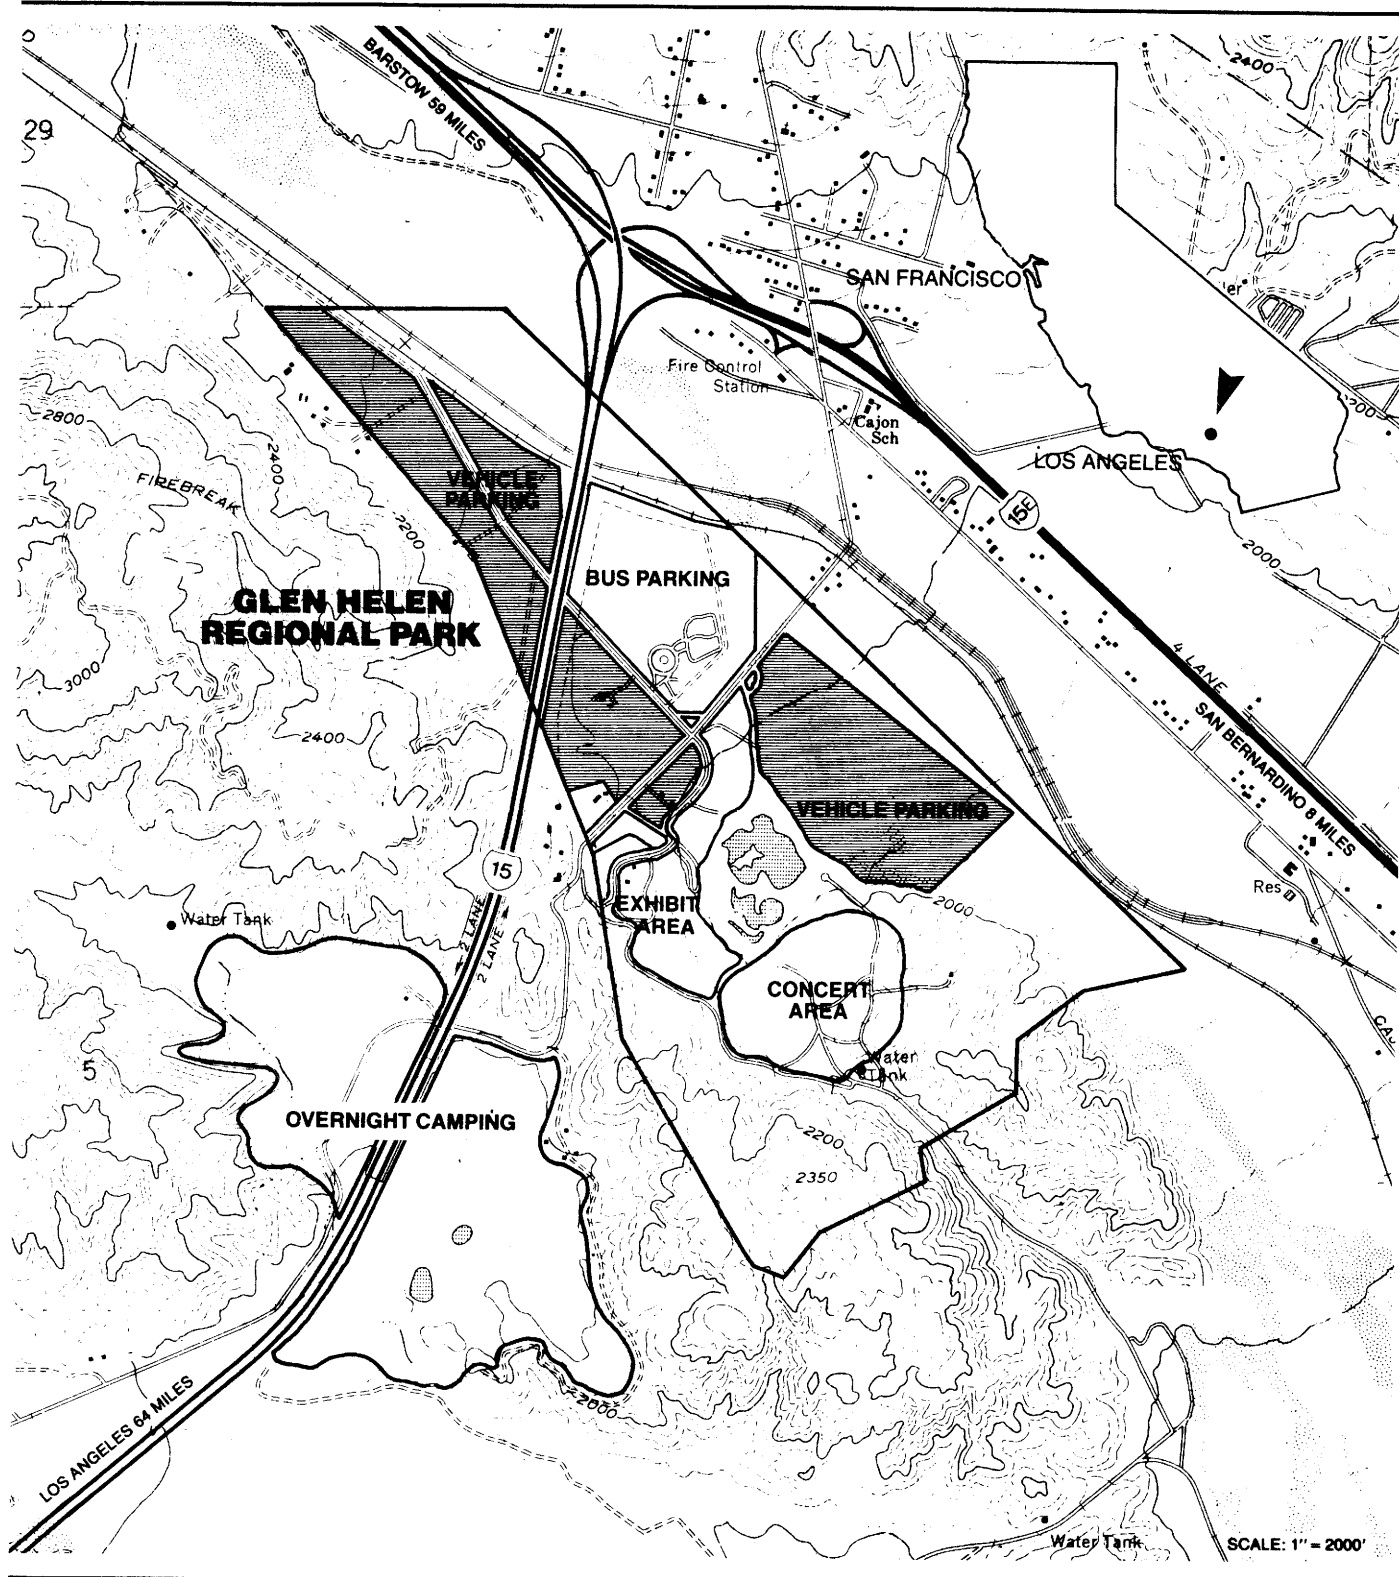 BARSTOW 59 MILES
2400
29
SAN FRANCISCO
Fire Control
Station
Cajon
Sch
200
LOS ANGELES
2800
2400
FIREBREAK
2200
VEHICLE
PARKING
15E
2000
BUS PARKING
GLEN HELEN
REGIONAL PARK
3000
4 LANE
SAN BERNARDINO 8 MILES
2400
VEHICLE PARKING
15
Res
EXHIBIT
AREA
2000
Water Tank
2 LANE
2 LANE
CONCERT
AREA
Water
Tank
5
OVERNIGHT CAMPING
2200
2350
2000
LOS ANGELES 64 MILES
Water Tank
SCALE: 1" = 2000'